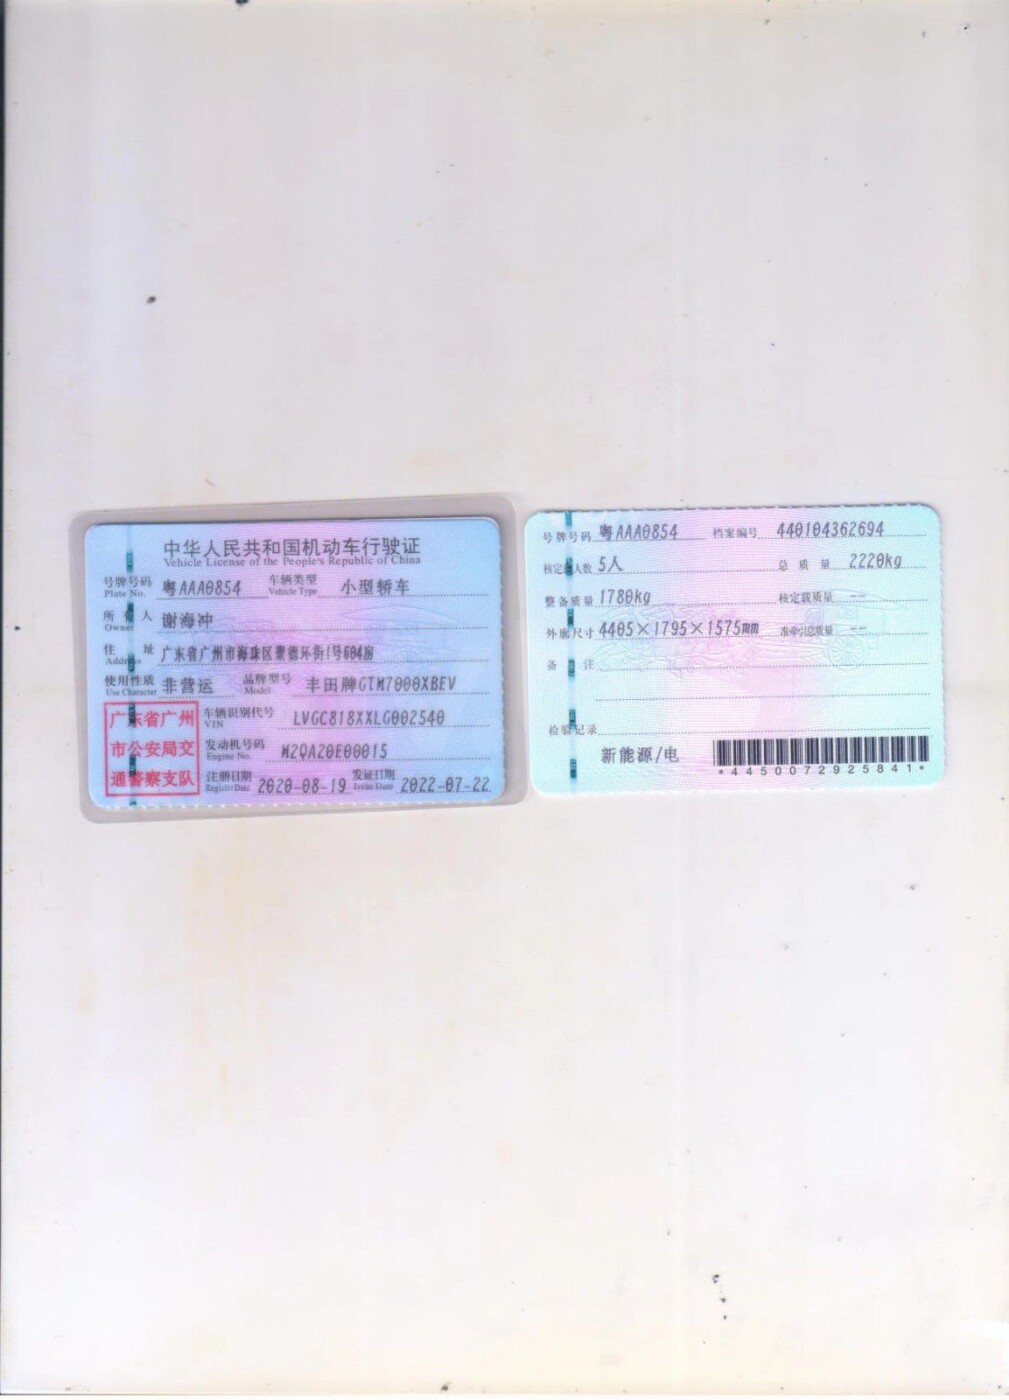 中华人民共和国机动车行驶证
Vehicle License of the People's Republic of China
号牌号码 粤AAA0854 车辆类型 小型轿车
Plate No. Vehicle Type
所有人 谢海冲
Owner
住址 广东省广州市海珠区聚德环街1号604房
Address
使用性质 非营运 品牌型号 丰田牌GTM7000XBEV
Use Character Model
广东省广州
市公安局交
通警察支队
车辆识别代号 LVGC818XXLG002540
VIN
发动机号码 M2QA20E00015
Engine No.
注册日期 2020-08-19 发证日期 2022-07-22
Register Date Issue Date
号牌号码 粤AAA0854 档案编号 440104362694
核定载人数 5人 总质量 2220kg
整备质量 1780kg 核定载质量 --
外廓尺寸 4405×1795×1575mm 准牵引总质量 --
备注
检验记录
新能源/电
*4450072925841*